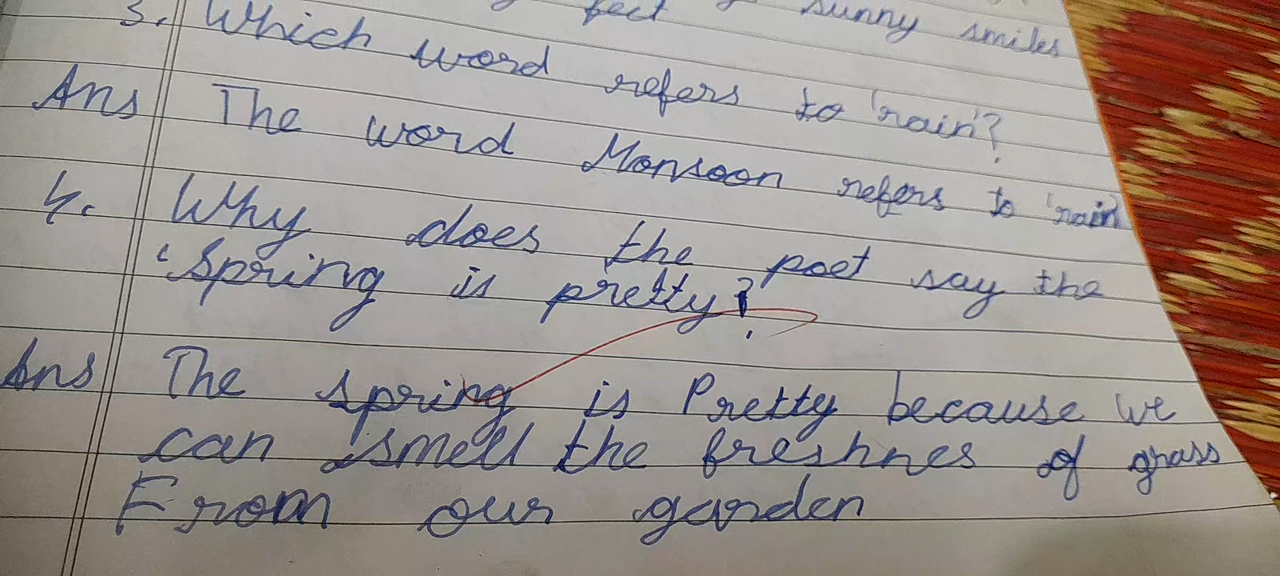 feel sunny smiles
3. Which word refers to 'rain'?
Ans The word Monsoon refers to 'rain
4. Why does the poet say the
'Spring is pretty?
Ans The spring is Pretty because we
can smell the freshnes of grass
From our garden